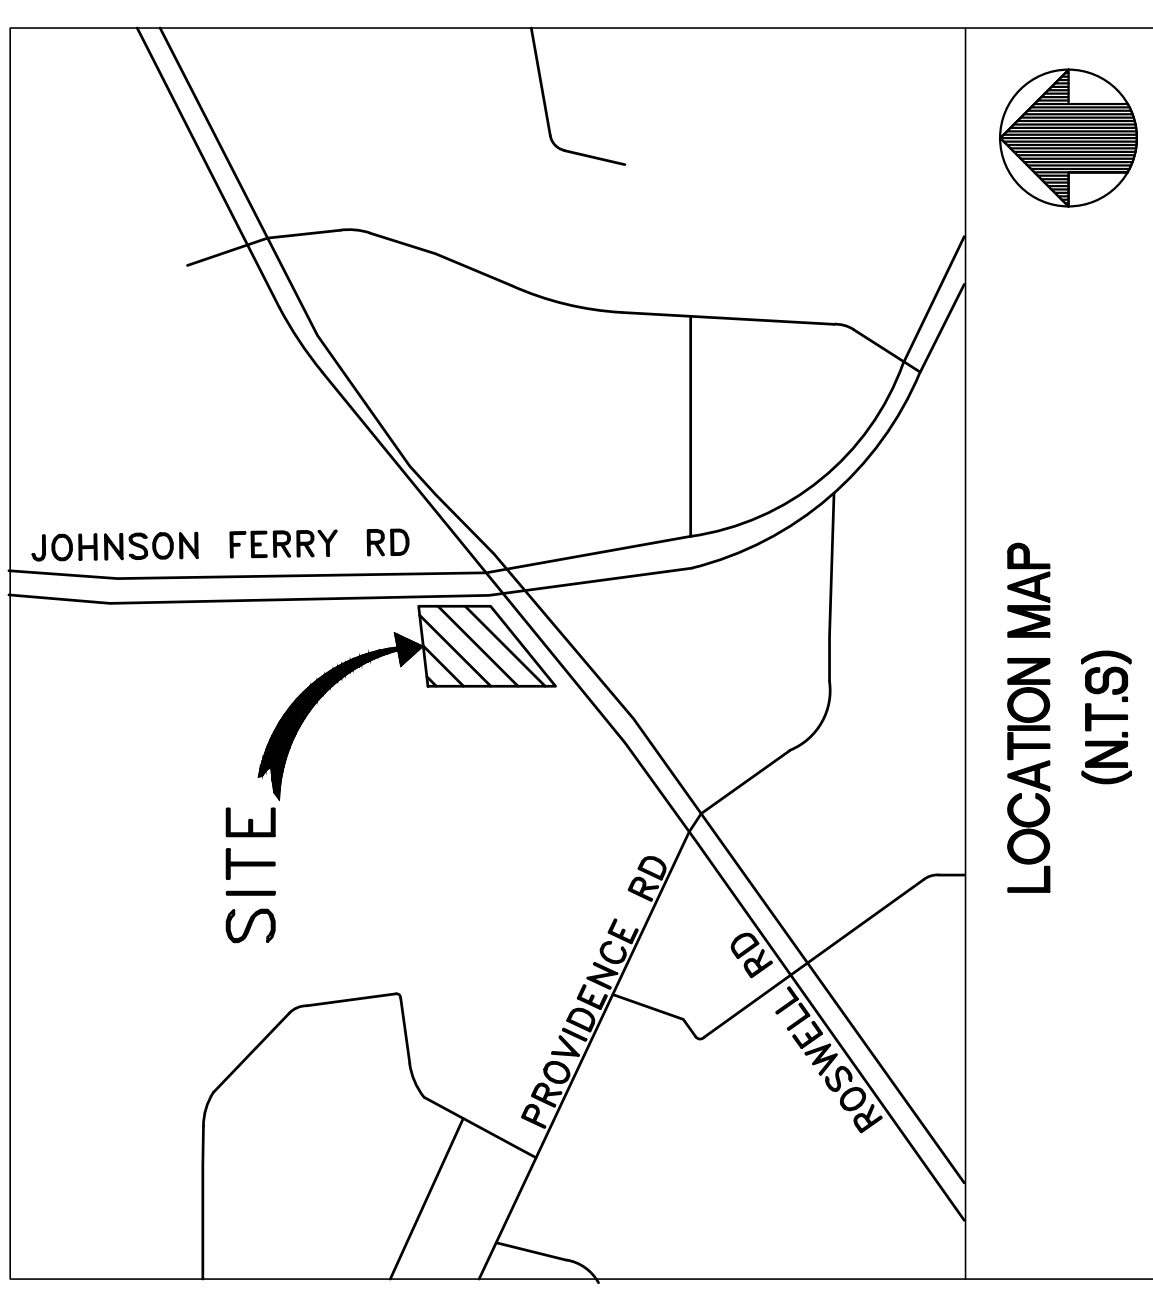 JOHNSON FERRY RD
SITE
PROVIDENCE RD
ROSWELL RD
LOCATION MAP
(N.T.S)